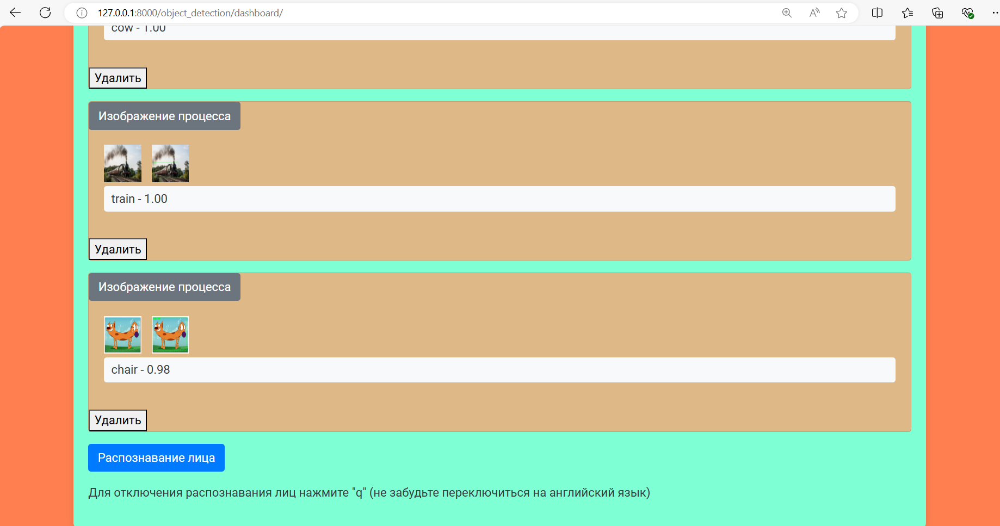 127.0.0.1:8000/object_detection/dashboard/
cow - 1.00
Удалить
Изображение процесса
train - 1.00
Удалить
Изображение процесса
chair - 0.98
Удалить
Распознавание лица
Для отключения распознавания лиц нажмите "q" (не забудьте переключиться на английский язык)